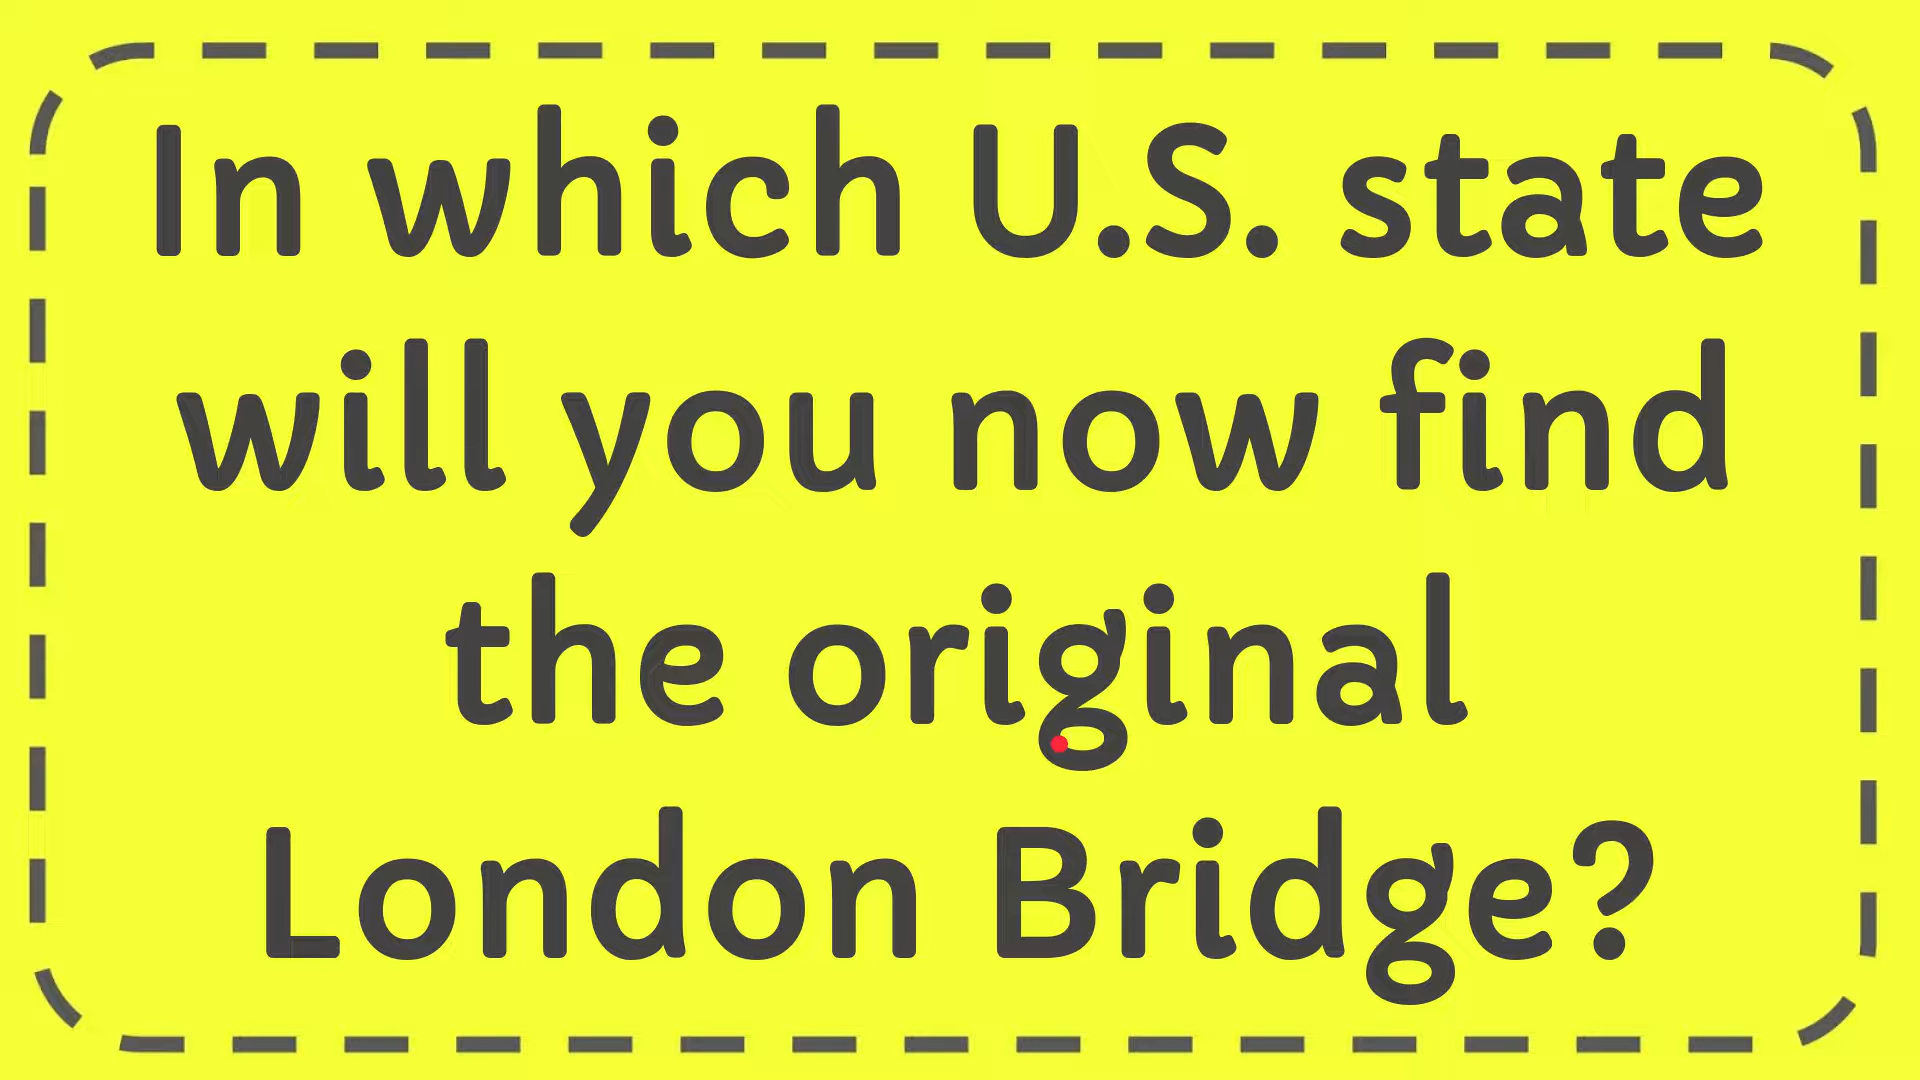 In which U.S. state
will you now find
the original
London Bridge?